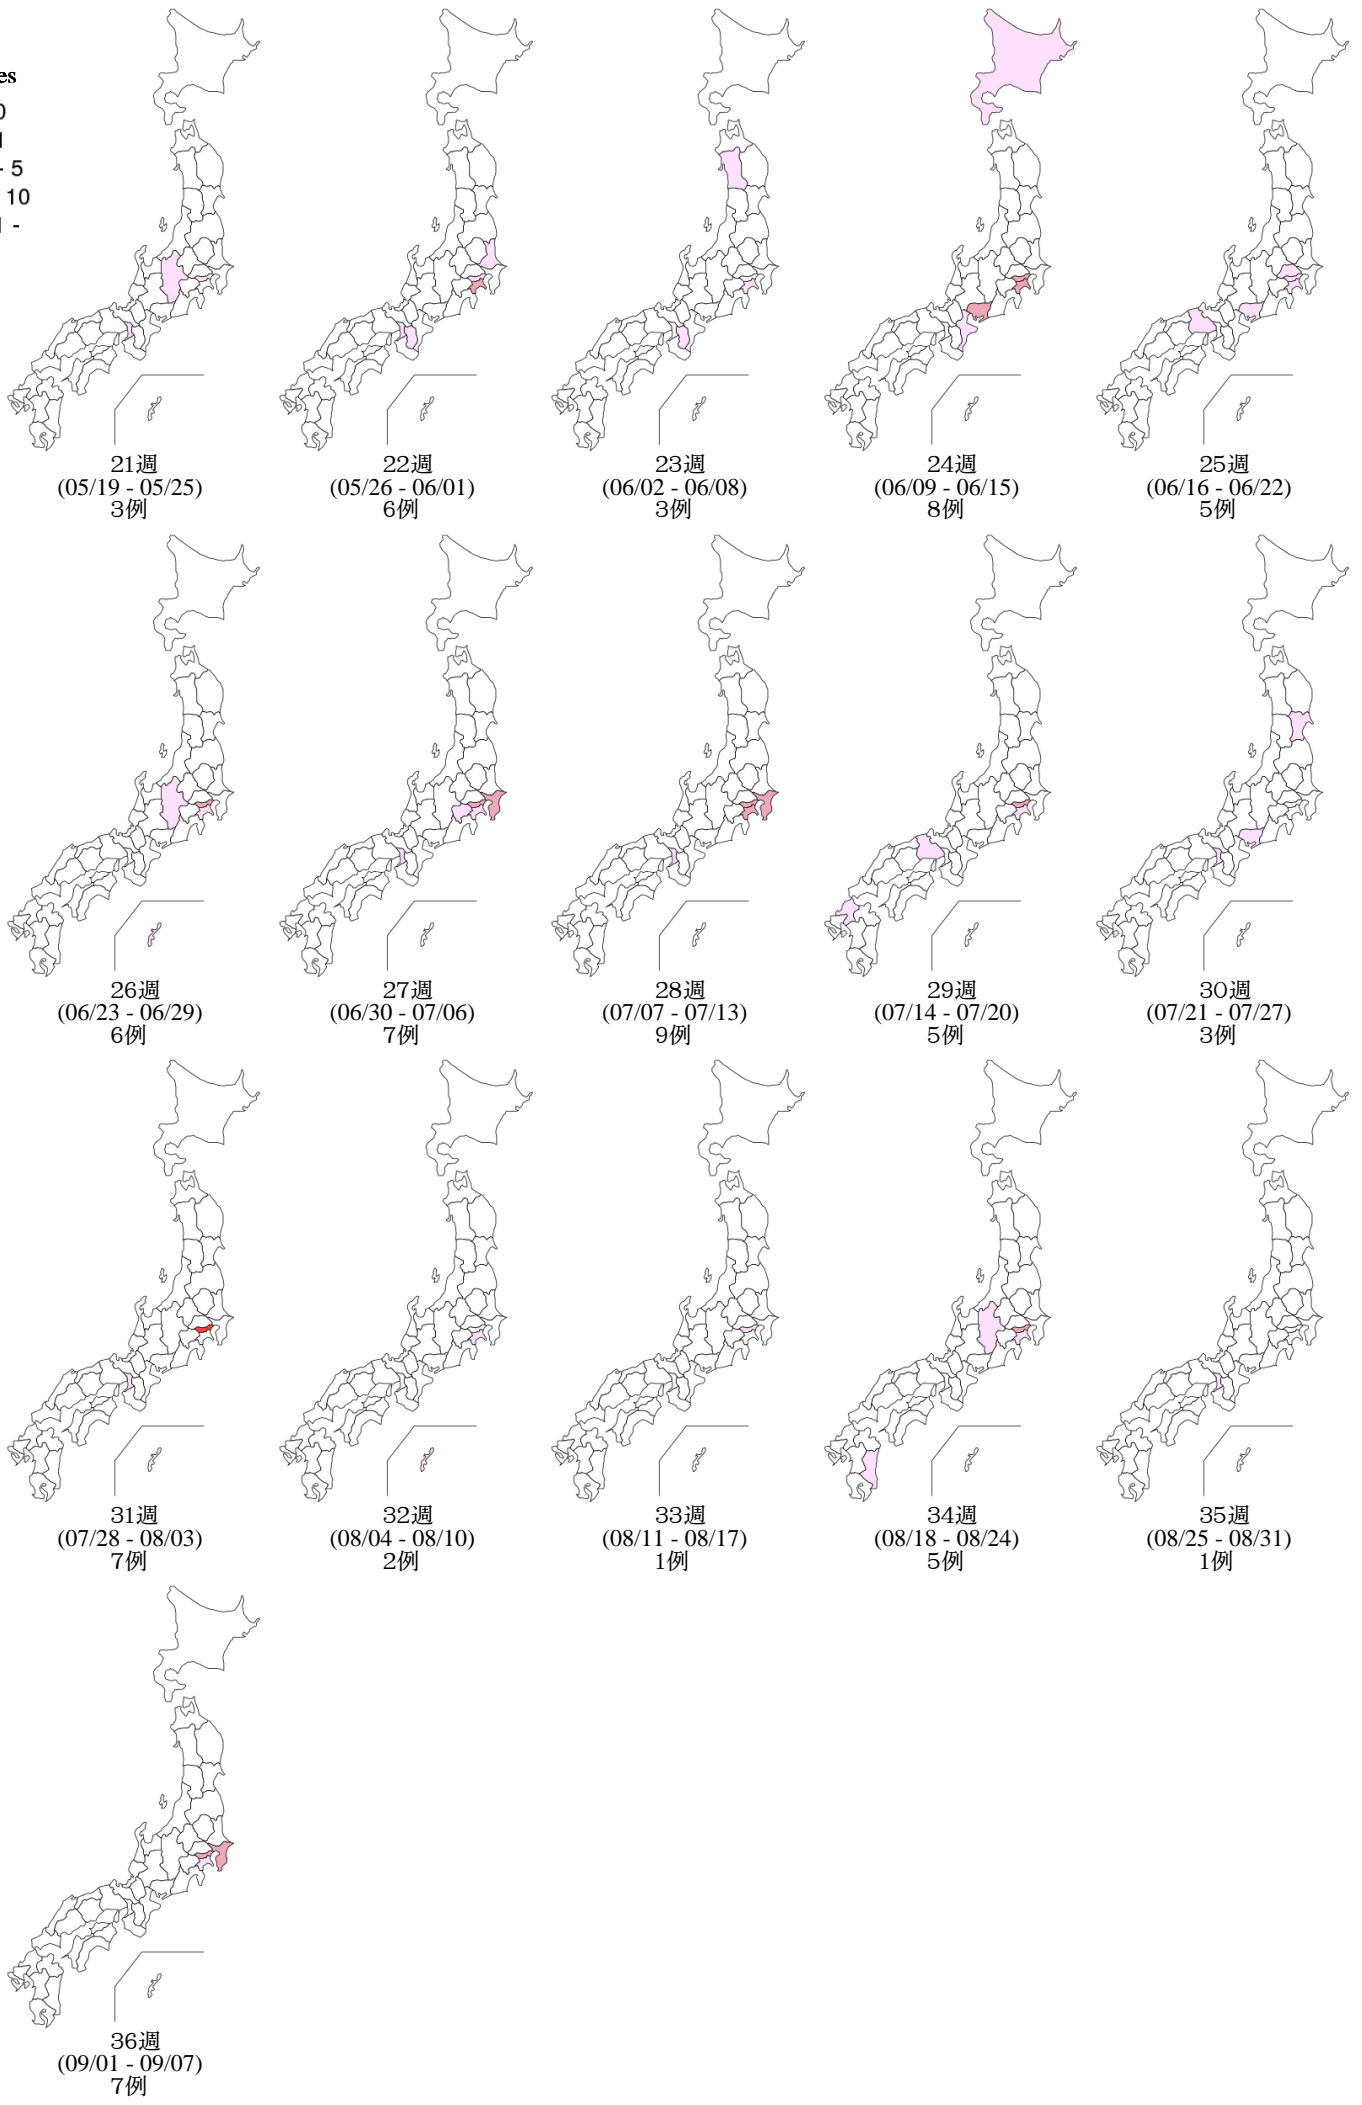 es
0
1
- 5
10
-
21週
(05/19 - 05/25)
3例
22週
(05/26 - 06/01)
6例
23週
(06/02 - 06/08)
3例
24週
(06/09 - 06/15)
8例
25週
(06/16 - 06/22)
5例
26週
(06/23 - 06/29)
6例
27週
(06/30 - 07/06)
7例
28週
(07/07 - 07/13)
9例
29週
(07/14 - 07/20)
5例
30週
(07/21 - 07/27)
3例
31週
(07/28 - 08/03)
7例
32週
(08/04 - 08/10)
2例
33週
(08/11 - 08/17)
1例
34週
(08/18 - 08/24)
5例
35週
(08/25 - 08/31)
1例
36週
(09/01 - 09/07)
7例